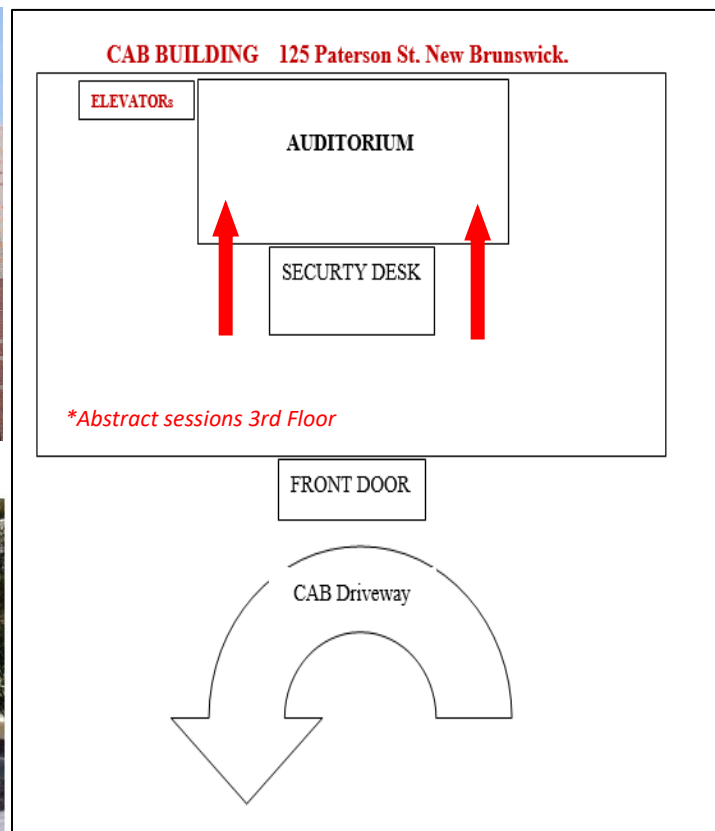 CAB BUILDING 125 Paterson St. New Brunswick.
ELEVATORs
AUDITORIUM
SECURTY DESK
*Abstract sessions 3rd Floor
FRONT DOOR
CAB Driveway